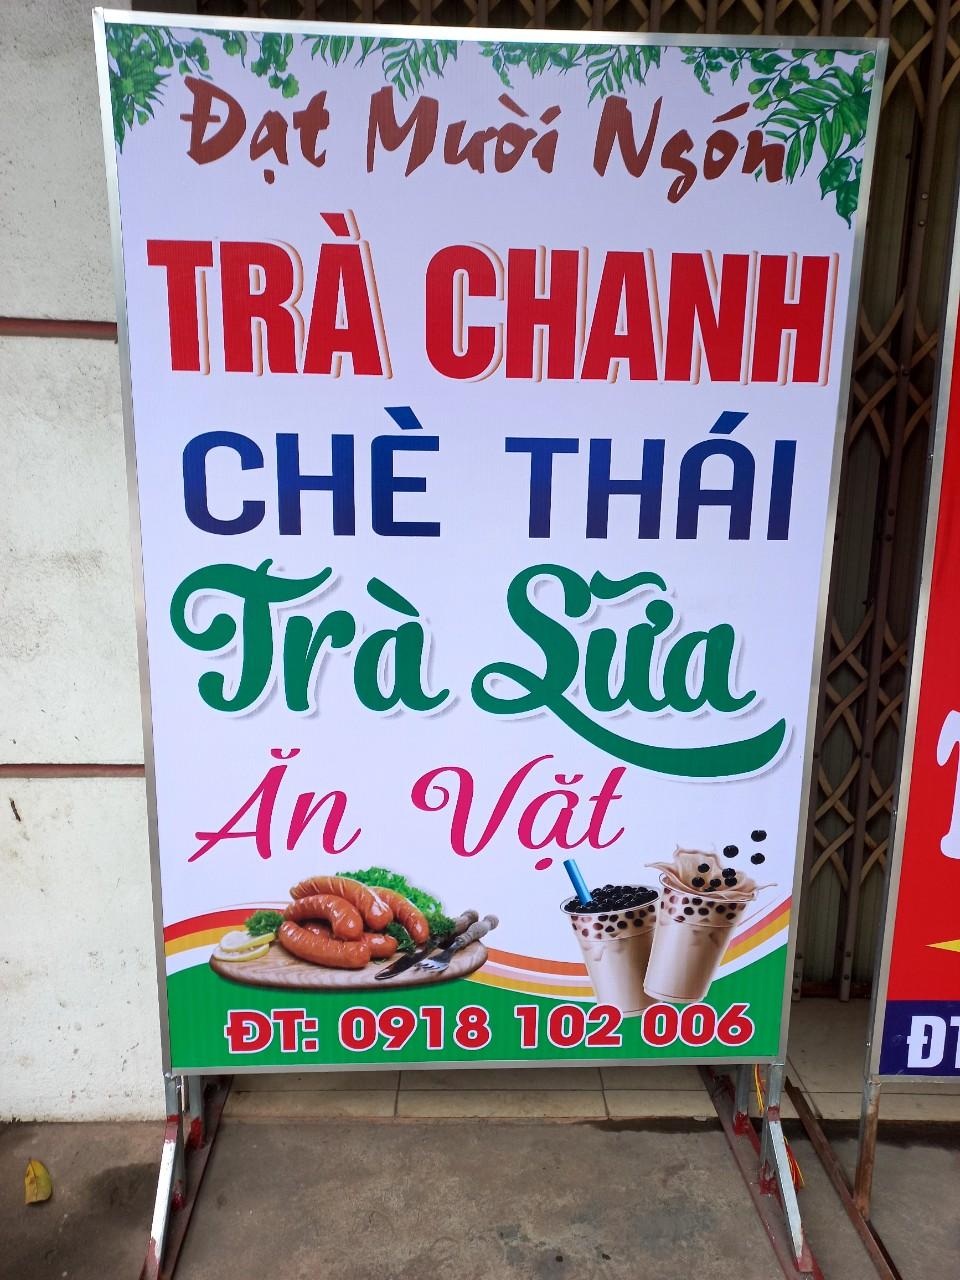 Đạt Mười Ngón
TRÀ CHANH
CHÈ THÁI
Trà Sữa
Ăn Vặt
ĐT: 0918 102 006